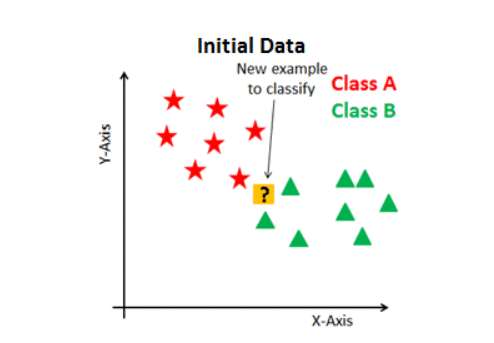 Initial Data
New example
to classify
Class A
Class B
Y-Axis
?
X-Axis